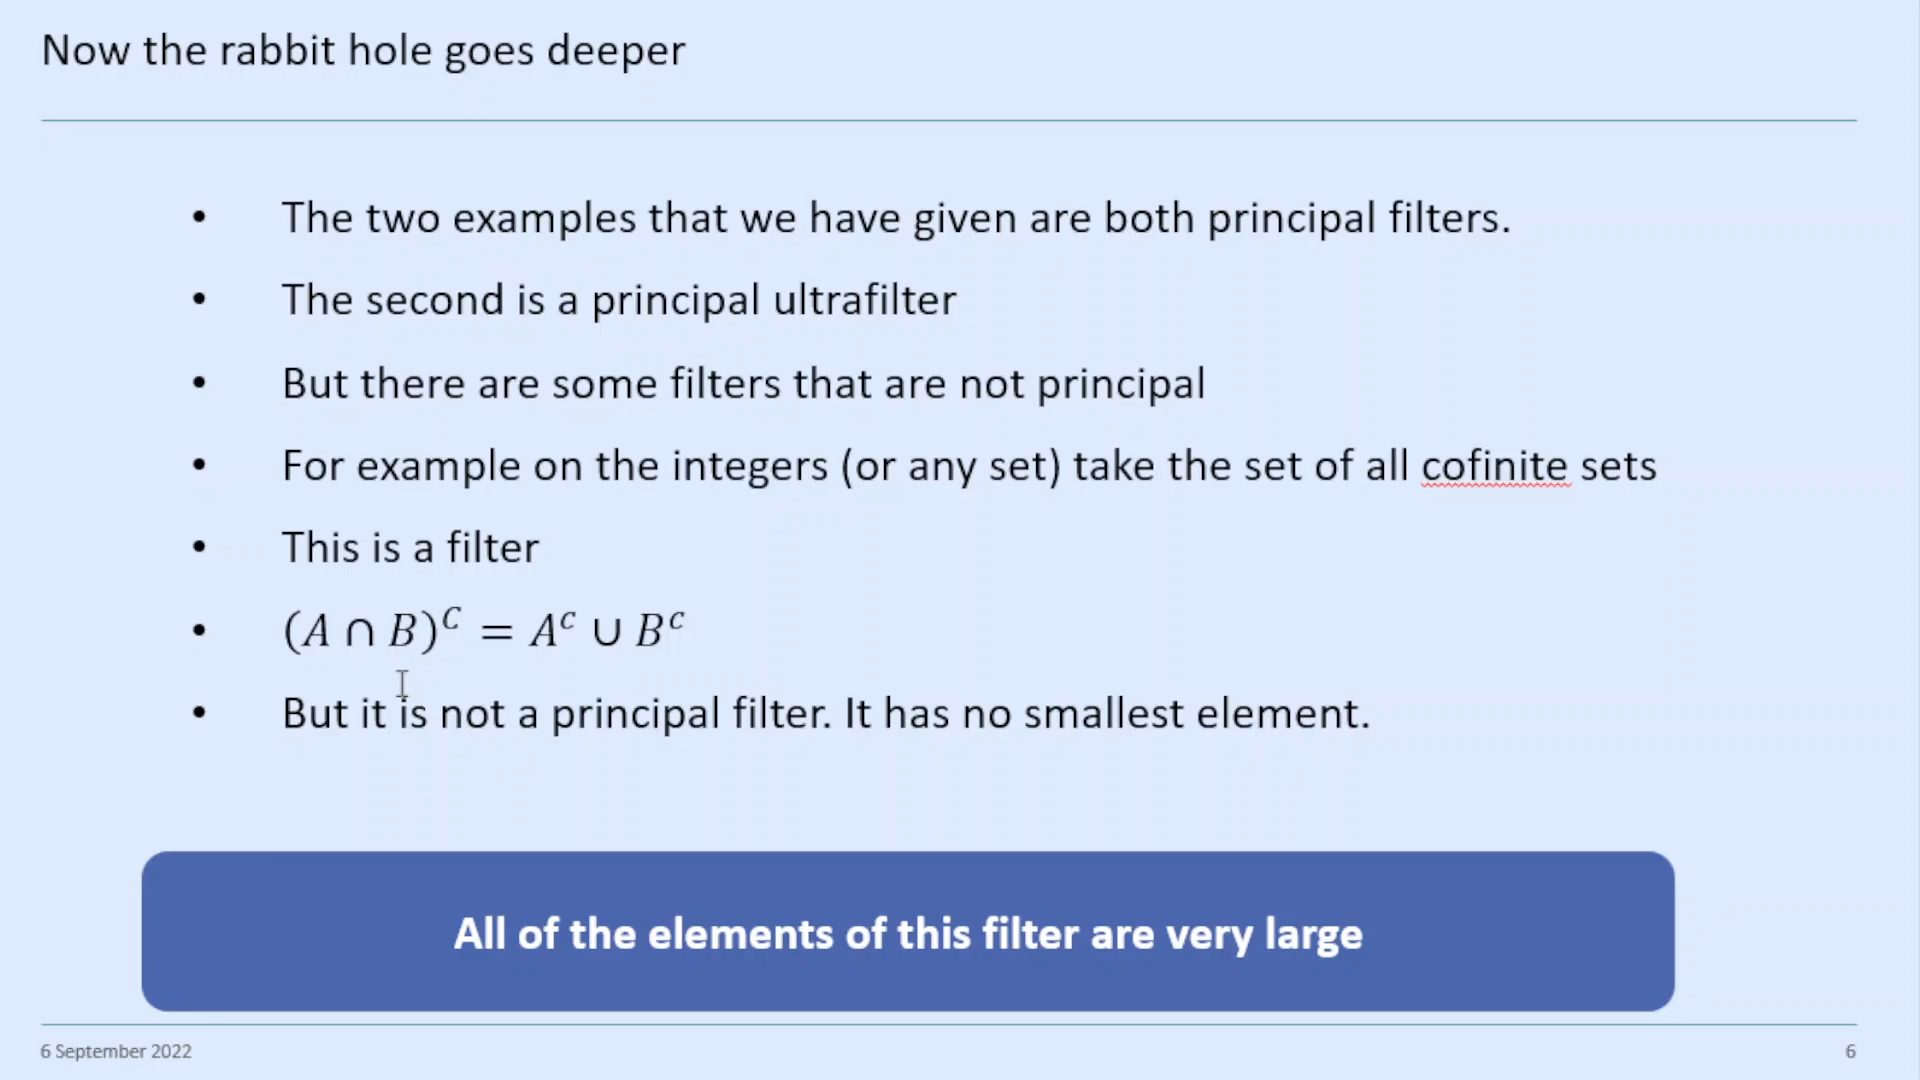 Now the rabbit hole goes deeper
• The two examples that we have given are both principal filters.
• The second is a principal ultrafilter
• But there are some filters that are not principal
• For example on the integers (or any set) take the set of all cofinite sets
• This is a filter
• (A ∩ B)^C = A^c ∪ B^c
• But it is not a principal filter. It has no smallest element.
All of the elements of this filter are very large
6 September 2022
6